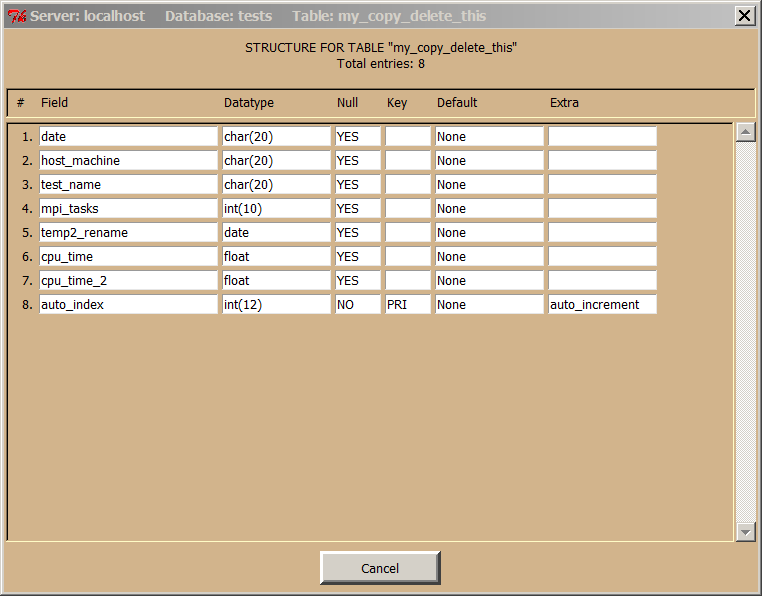 Server: localhost Database: tests Table: my_copy_delete_this
STRUCTURE FOR TABLE "my_copy_delete_this"
Total entries: 8
# Field Datatype Null Key Default Extra
1. date char(20) YES None
2. host_machine char(20) YES None
3. test_name char(20) YES None
4. mpi_tasks int(10) YES None
5. temp2_rename date YES None
6. cpu_time float YES None
7. cpu_time_2 float YES None
8. auto_index int(12) NO PRI None auto_increment
Cancel